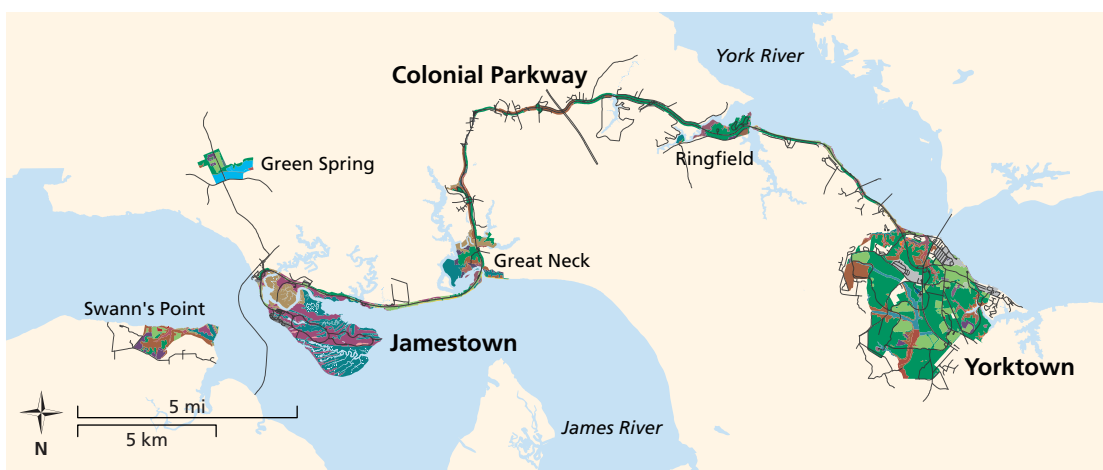 York River
Colonial Parkway
Ringfield
Green Spring
Great Neck
Swann's Point
Jamestown
Yorktown
5 mi
5 km
N
James River